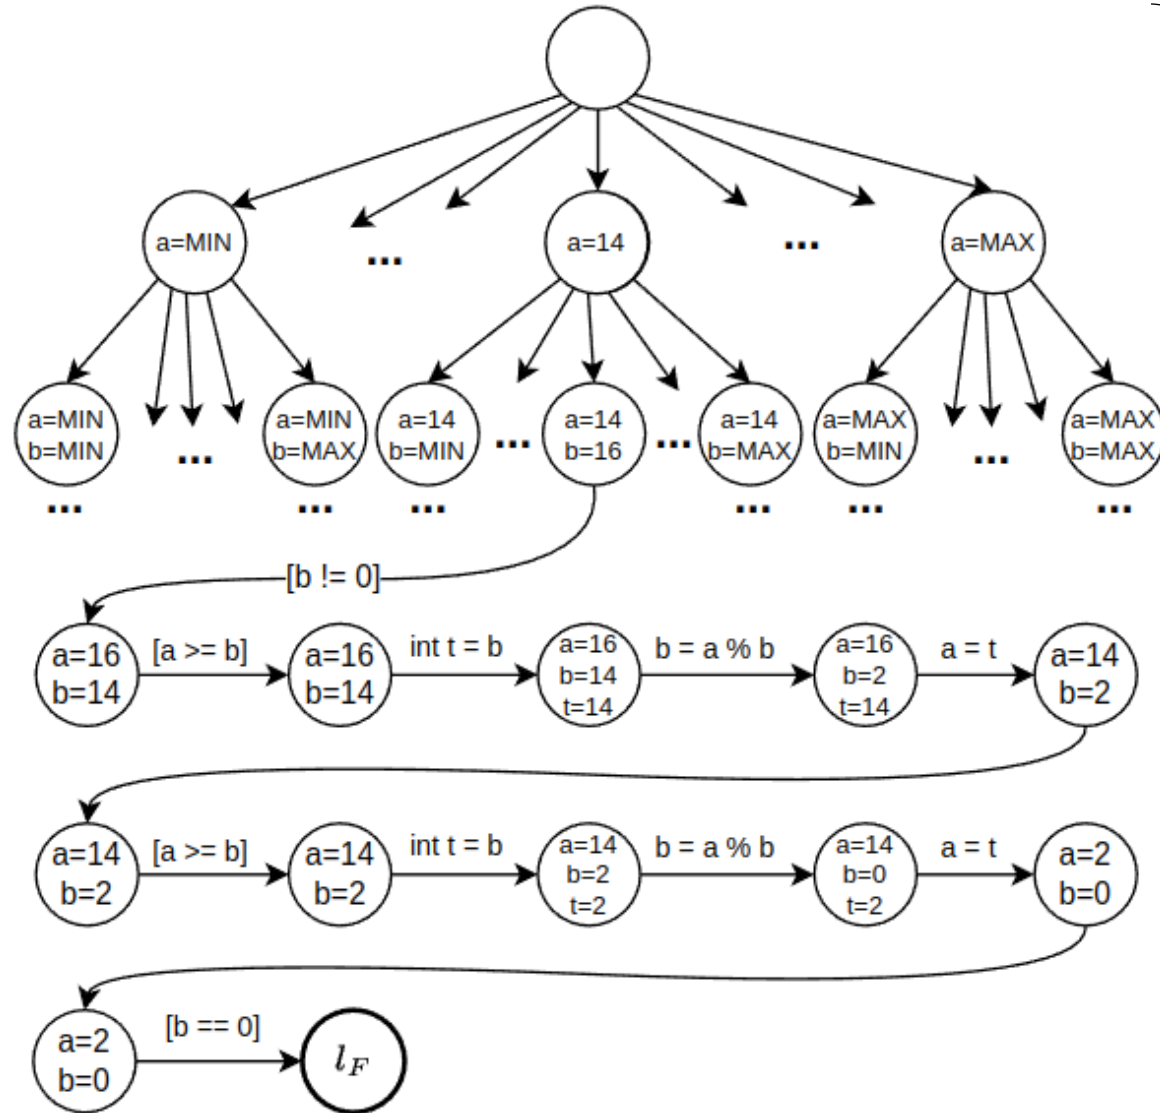 a=MIN
...
a=14
...
a=MAX
a=MIN
b=MIN
...
a=MIN
b=MAX
a=14
b=MIN
...
a=14
b=16
...
a=14
b=MAX
a=MAX
b=MIN
...
a=MAX
b=MAX
...
...
...
...
...
...
[b != 0]
a=16
b=14
[a >= b]
a=16
b=14
int t = b
a=16
b=14
t=14
b = a % b
a=16
b=2
t=14
a = t
a=14
b=2
a=14
b=2
[a >= b]
a=14
b=2
int t = b
a=14
b=2
t=2
b = a % b
a=14
b=0
t=2
a = t
a=2
b=0
a=2
b=0
[b == 0]
l_F